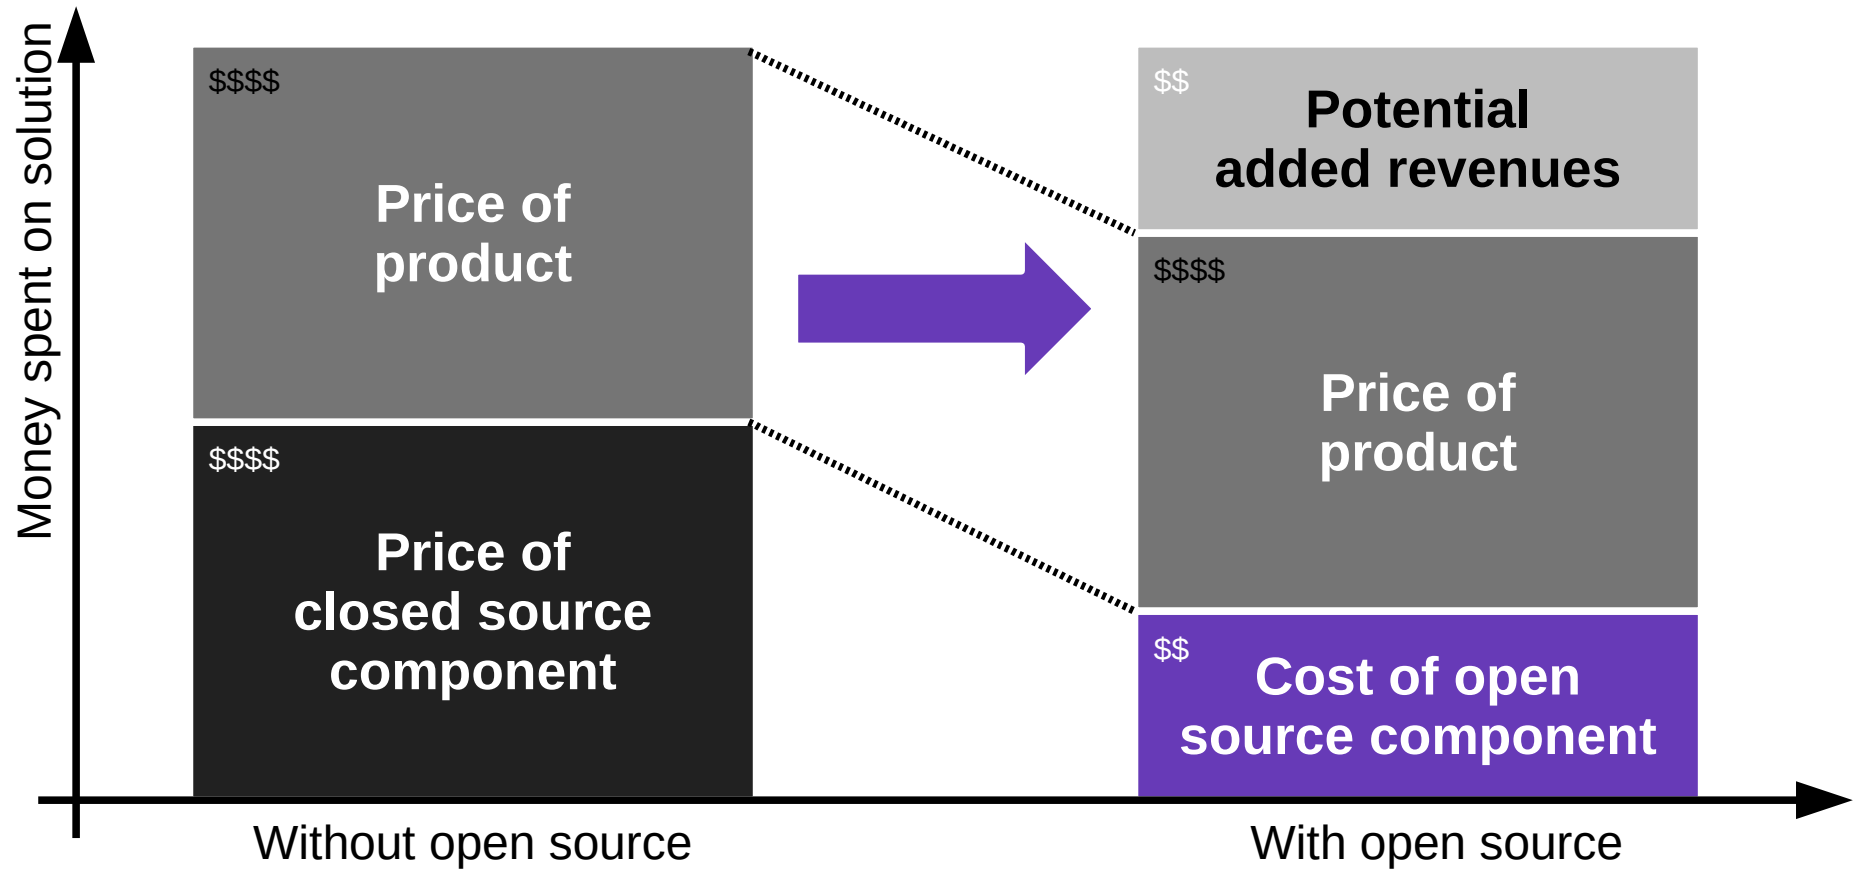 Money spent on solution
$$$$
Price of
product
$$$$
Price of
closed source
component
$$
Potential
added revenues
$$$$
Price of
product
$$
Cost of open
source component
Without open source
With open source